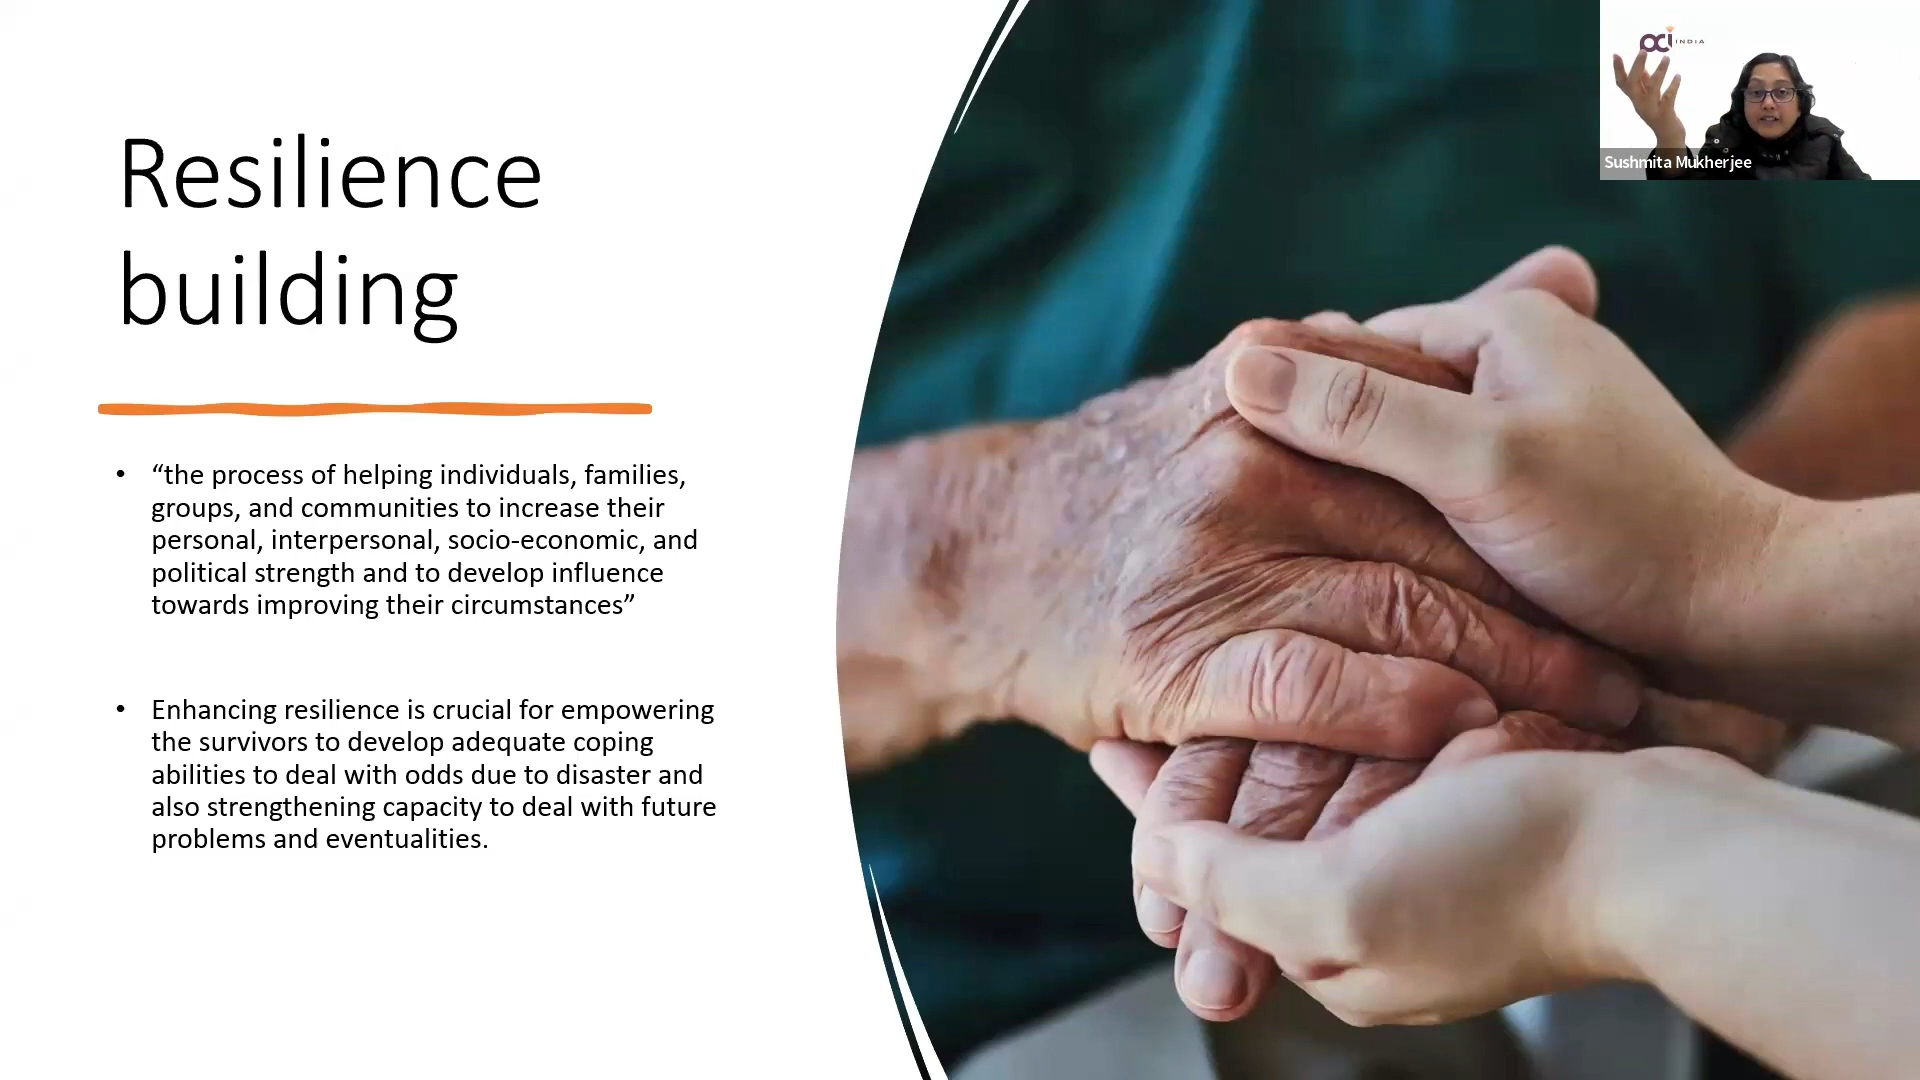 Resilience
building
• “the process of helping individuals, families,
groups, and communities to increase their
personal, interpersonal, socio-economic, and
political strength and to develop influence
towards improving their circumstances”
• Enhancing resilience is crucial for empowering
the survivors to develop adequate coping
abilities to deal with odds due to disaster and
also strengthening capacity to deal with future
problems and eventualities.
pci INDIA
Sushmita Mukherjee